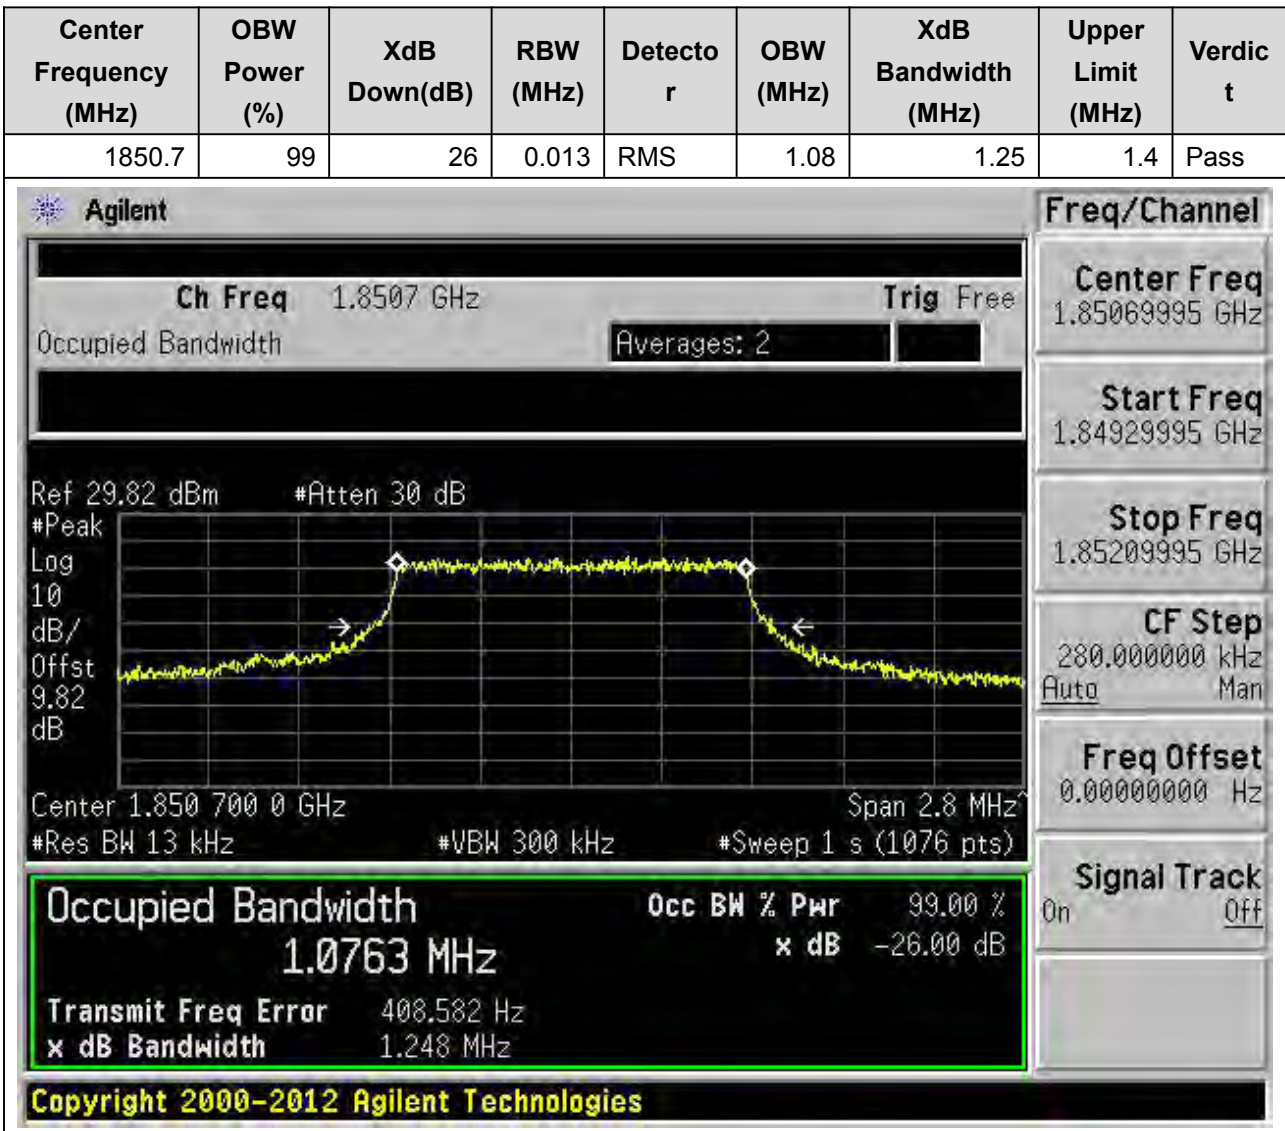 Center Frequency (MHz) OBW Power (%) XdB Down(dB) RBW (MHz) Detecto r OBW (MHz) XdB Bandwidth (MHz) Upper Limit (MHz) Verdic t
1850.7 99 26 0.013 RMS 1.08 1.25 1.4 Pass
Agilent
Freq/Channel
Ch Freq 1.8507 GHz Trig Free
Occupied Bandwidth Averages: 2
Center Freq
1.85069995 GHz
Start Freq
1.84929995 GHz
Stop Freq
1.85209995 GHz
CF Step
280.000000 kHz
Auto Man
Freq Offset
0.00000000 Hz
Signal Track
On Off
Ref 29.82 dBm #Atten 30 dB
#Peak
Log
10
dB/
Offst
9.82
dB
Center 1.850 700 0 GHz Span 2.8 MHz^
#Res BW 13 kHz #VBW 300 kHz #Sweep 1 s (1076 pts)
Occupied Bandwidth Occ BW % Pwr 99.00 %
1.0763 MHz x dB -26.00 dB
Transmit Freq Error 408.582 Hz
x dB Bandwidth 1.248 MHz
Copyright 2000-2012 Agilent Technologies